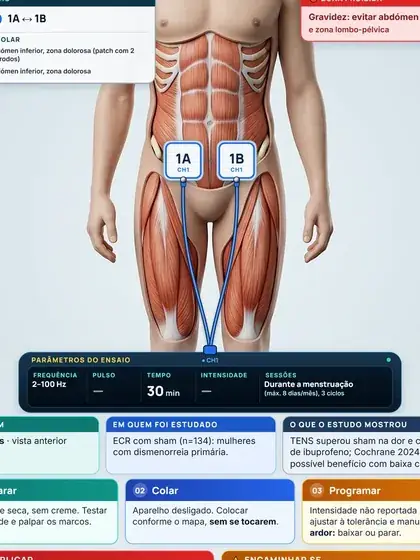 1A ↔ 1B
OLAR
dómen inferior, zona dolorosa (patch com 2
rodos)
dómen inferior, zona dolorosa
Gravidez: evitar abdómen
e zona lombo-pélvica
1A
CH1
1B
CH1
CH1
PARÂMETROS DO ENSAIO
FREQUÊNCIA
2–100 Hz
PULSO
—
TEMPO
30 min
INTENSIDADE
—
SESSÕES
Durante a menstruação
(máx. 8 dias/mês), 3 ciclos
M
s · vista anterior
EM QUEM FOI ESTUDADO
ECR com sham (n=134): mulheres
com dismenorreia primária.
O QUE O ESTUDO MOSTROU
TENS superou sham na dor e c
de ibuprofeno; Cochrane 2024
possível benefício com baixa c
arar
e seca, sem creme. Testar
de e palpar os marcos.
02 Colar
Aparelho desligado. Colocar
conforme o mapa, sem se tocarem.
03 Programar
Intensidade não reportada
ajustar à tolerância e manu
ardor: baixar ou parar.